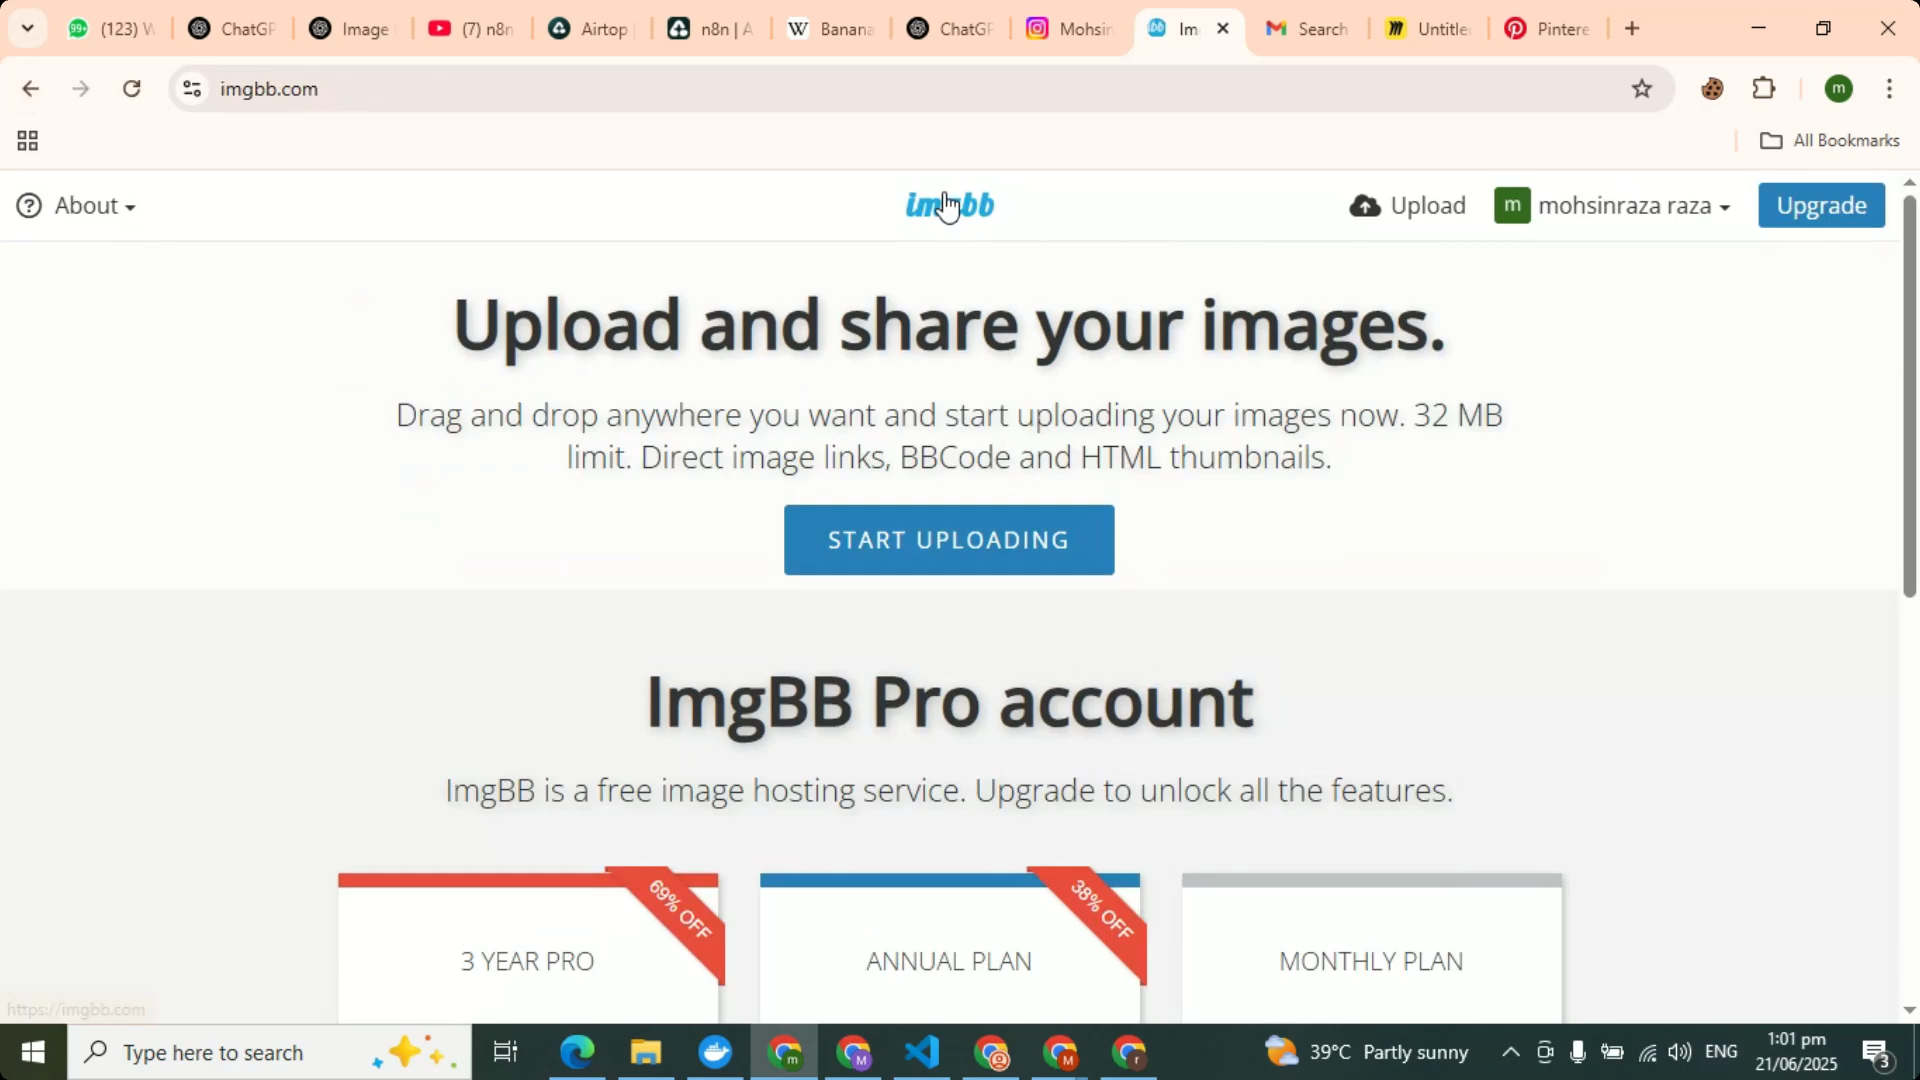 99+
(123) W
ChatGP
Image
(7) n8n
Airtop
n8n | A
W
Banana
ChatGP
Mohsin
Im
Search
Untitle
Pintere
imgbb.com
m
All Bookmarks
About
imgbb
Upload
m
mohsinraza raza
Upgrade
Upload and share your images.
Drag and drop anywhere you want and start uploading your images now. 32 MB
limit. Direct image links, BBCode and HTML thumbnails.
START UPLOADING
ImgBB Pro account
ImgBB is a free image hosting service. Upgrade to unlock all the features.
69% OFF
38% OFF
3 YEAR PRO
ANNUAL PLAN
MONTHLY PLAN
https://imgbb.com
Type here to search
39°C Partly sunny
ENG
1:01 pm
21/06/2025
3